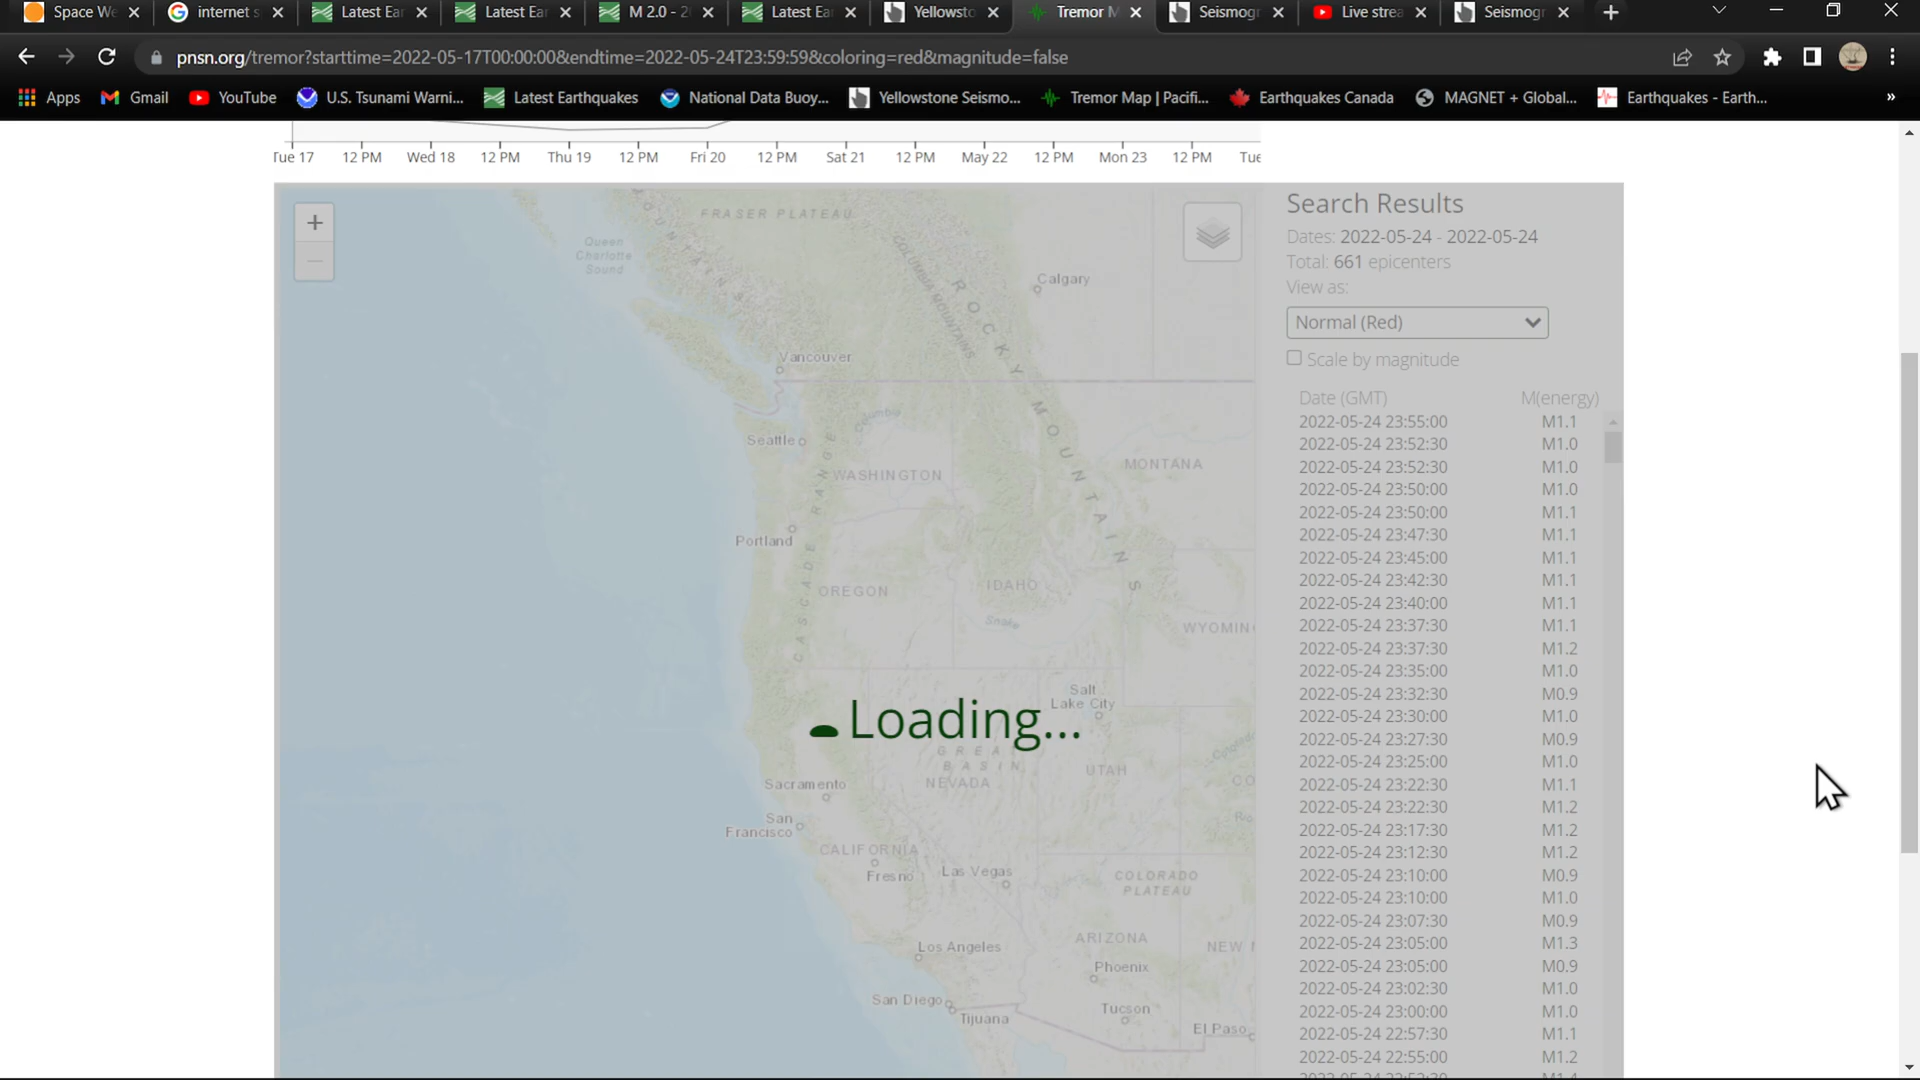 Space We
internet s
Latest Ea
Latest Ea
M 2.0 - 2
Latest Ea
Yellowsto
Tremor M
Seismogr
Live strea
Seismogr
pnsn.org/tremor?starttime=2022-05-17T00:00:00&endtime=2022-05-24T23:59:59&coloring=red&magnitude=false
Apps Gmail YouTube U.S. Tsunami Warni... Latest Earthquakes National Data Buoy... Yellowstone Seismo... Tremor Map | Pacifi... Earthquakes Canada MAGNET + Global... Earthquakes - Earth... »
Tue 17 12 PM Wed 18 12 PM Thu 19 12 PM Fri 20 12 PM Sat 21 12 PM May 22 12 PM Mon 23 12 PM Tue
+
−
FRASER PLATEAU
Queen
Charlotte
Sound
COLUMBIA MOUNTAINS
ROCKY MOUNTAINS
Calgary
Vancouver
Columbia
Seattle
WASHINGTON
MONTANA
CASCADE RANGE
Portland
OREGON
IDAHO
Snake
WYOMIN
Salt
Lake City
Loading...
GREAT
BASIN
NEVADA
UTAH
CO
Sacramento
San
Francisco
CALIFORNIA
Fresno
Las Vegas
COLORADO
PLATEAU
Los Angeles
ARIZONA
NEW
Phoenix
San Diego
Tijuana
Tucson
El Paso
Search Results
Dates: 2022-05-24 - 2022-05-24
Total: 661 epicenters
View as:
Normal (Red)
Scale by magnitude
Date (GMT) M(energy)
2022-05-24 23:55:00 M1.1
2022-05-24 23:52:30 M1.0
2022-05-24 23:52:30 M1.0
2022-05-24 23:50:00 M1.0
2022-05-24 23:50:00 M1.1
2022-05-24 23:47:30 M1.1
2022-05-24 23:45:00 M1.1
2022-05-24 23:42:30 M1.1
2022-05-24 23:40:00 M1.1
2022-05-24 23:37:30 M1.1
2022-05-24 23:37:30 M1.2
2022-05-24 23:35:00 M1.0
2022-05-24 23:32:30 M0.9
2022-05-24 23:30:00 M1.0
2022-05-24 23:27:30 M0.9
2022-05-24 23:25:00 M1.0
2022-05-24 23:22:30 M1.1
2022-05-24 23:22:30 M1.2
2022-05-24 23:17:30 M1.2
2022-05-24 23:12:30 M1.2
2022-05-24 23:10:00 M0.9
2022-05-24 23:10:00 M1.0
2022-05-24 23:07:30 M0.9
2022-05-24 23:05:00 M1.3
2022-05-24 23:05:00 M0.9
2022-05-24 23:02:30 M1.0
2022-05-24 23:00:00 M1.0
2022-05-24 22:57:30 M1.1
2022-05-24 22:55:00 M1.2